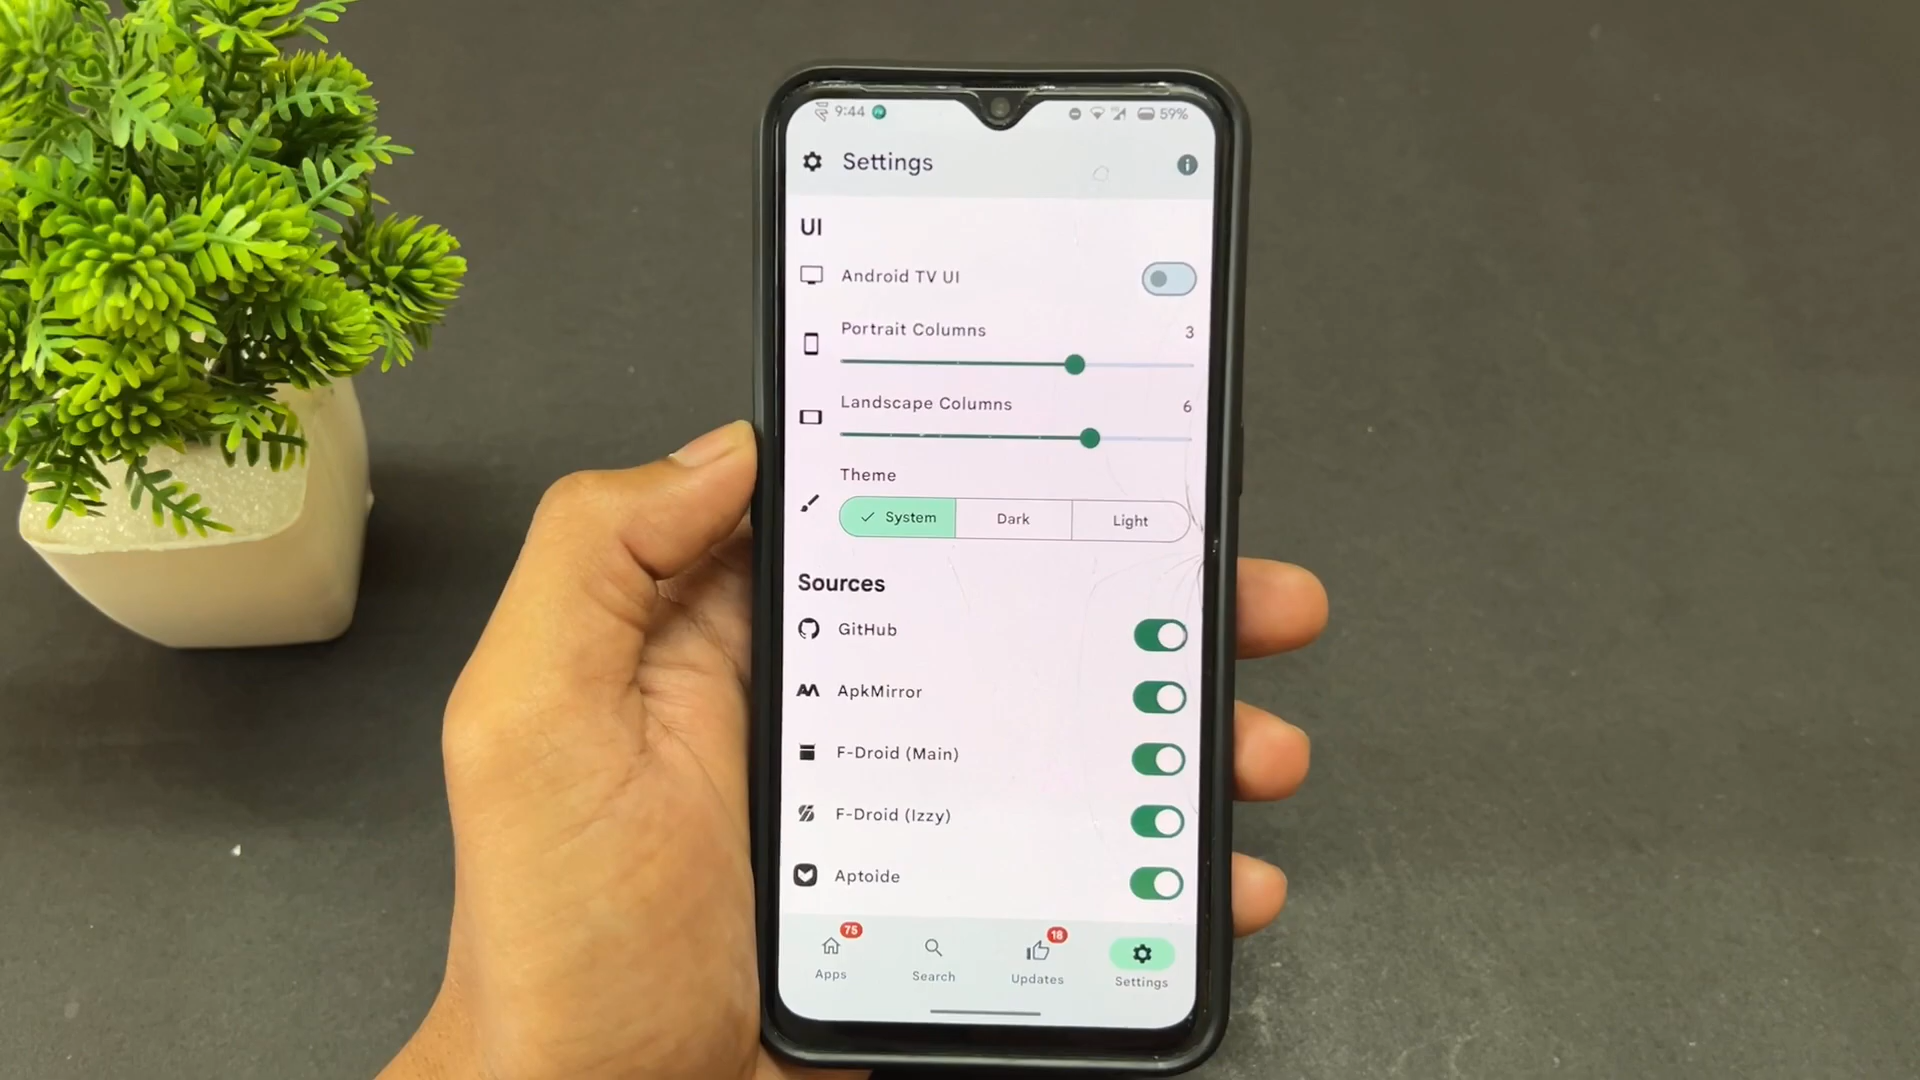 9:44 59%
Settings
UI
Android TV UI
Portrait Columns 3
Landscape Columns 6
Theme
System Dark Light
Sources
GitHub
ApkMirror
F-Droid (Main)
F-Droid (Izzy)
Aptoide
75 18
Apps Search Updates Settings